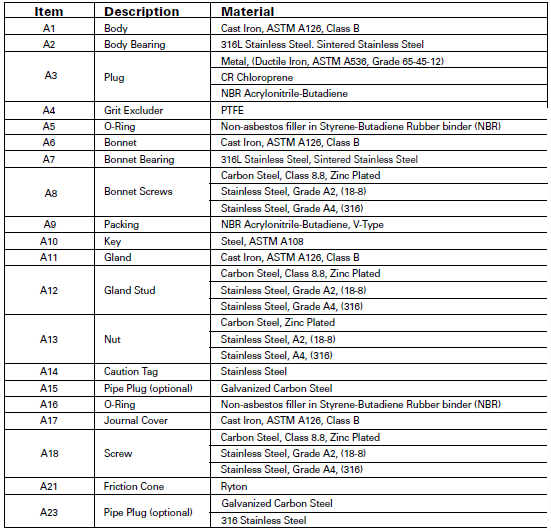 Item Description Material
A1 Body Cast Iron, ASTM A126, Class B
A2 Body Bearing 316L Stainless Steel. Sintered Stainless Steel
A3 Plug Metal, (Ductile Iron, ASTM A536, Grade 65-45-12)
CR Chloroprene
NBR Acrylonitrile-Butadiene
A4 Grit Excluder PTFE
A5 O-Ring Non-asbestos filler in Styrene-Butadiene Rubber binder (NBR)
A6 Bonnet Cast Iron, ASTM A126, Class B
A7 Bonnet Bearing 316L Stainless Steel, Sintered Stainless Steel
A8 Bonnet Screws Carbon Steel, Class 8.8, Zinc Plated
Stainless Steel, Grade A2, (18-8)
Stainless Steel, Grade A4, (316)
A9 Packing NBR Acrylonitrile-Butadiene, V-Type
A10 Key Steel, ASTM A108
A11 Gland Cast Iron, ASTM A126, Class B
A12 Gland Stud Carbon Steel, Class 8.8, Zinc Plated
Stainless Steel, Grade A2, (18-8)
Stainless Steel, Grade A4, (316)
A13 Nut Carbon Steel, Zinc Plated
Stainless Steel, A2, (18-8)
Stainless Steel, A4, (316)
A14 Caution Tag Stainless Steel
A15 Pipe Plug (optional) Galvanized Carbon Steel
A16 O-Ring Non-asbestos filler in Styrene-Butadiene Rubber binder (NBR)
A17 Journal Cover Cast Iron, ASTM A126, Class B
A18 Screw Carbon Steel, Class 8.8, Zinc Plated
Stainless Steel, Grade A2, (18-8)
Stainless Steel, Grade A4, (316)
A21 Friction Cone Ryton
A23 Pipe Plug (optional) Galvanized Carbon Steel
316 Stainless Steel